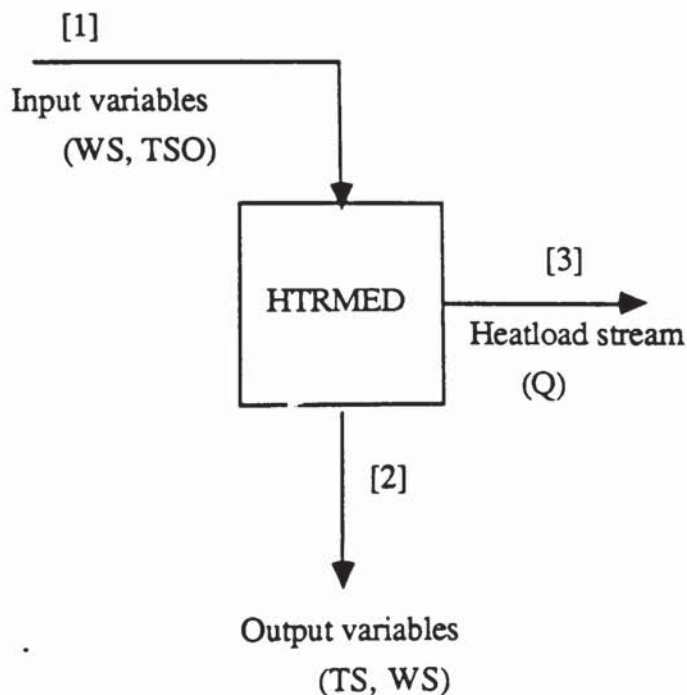 [1]
Input variables
(WS, TSO)
HTRMED
[3]
Heatload stream
(Q)
[2]
Output variables
(TS, WS)